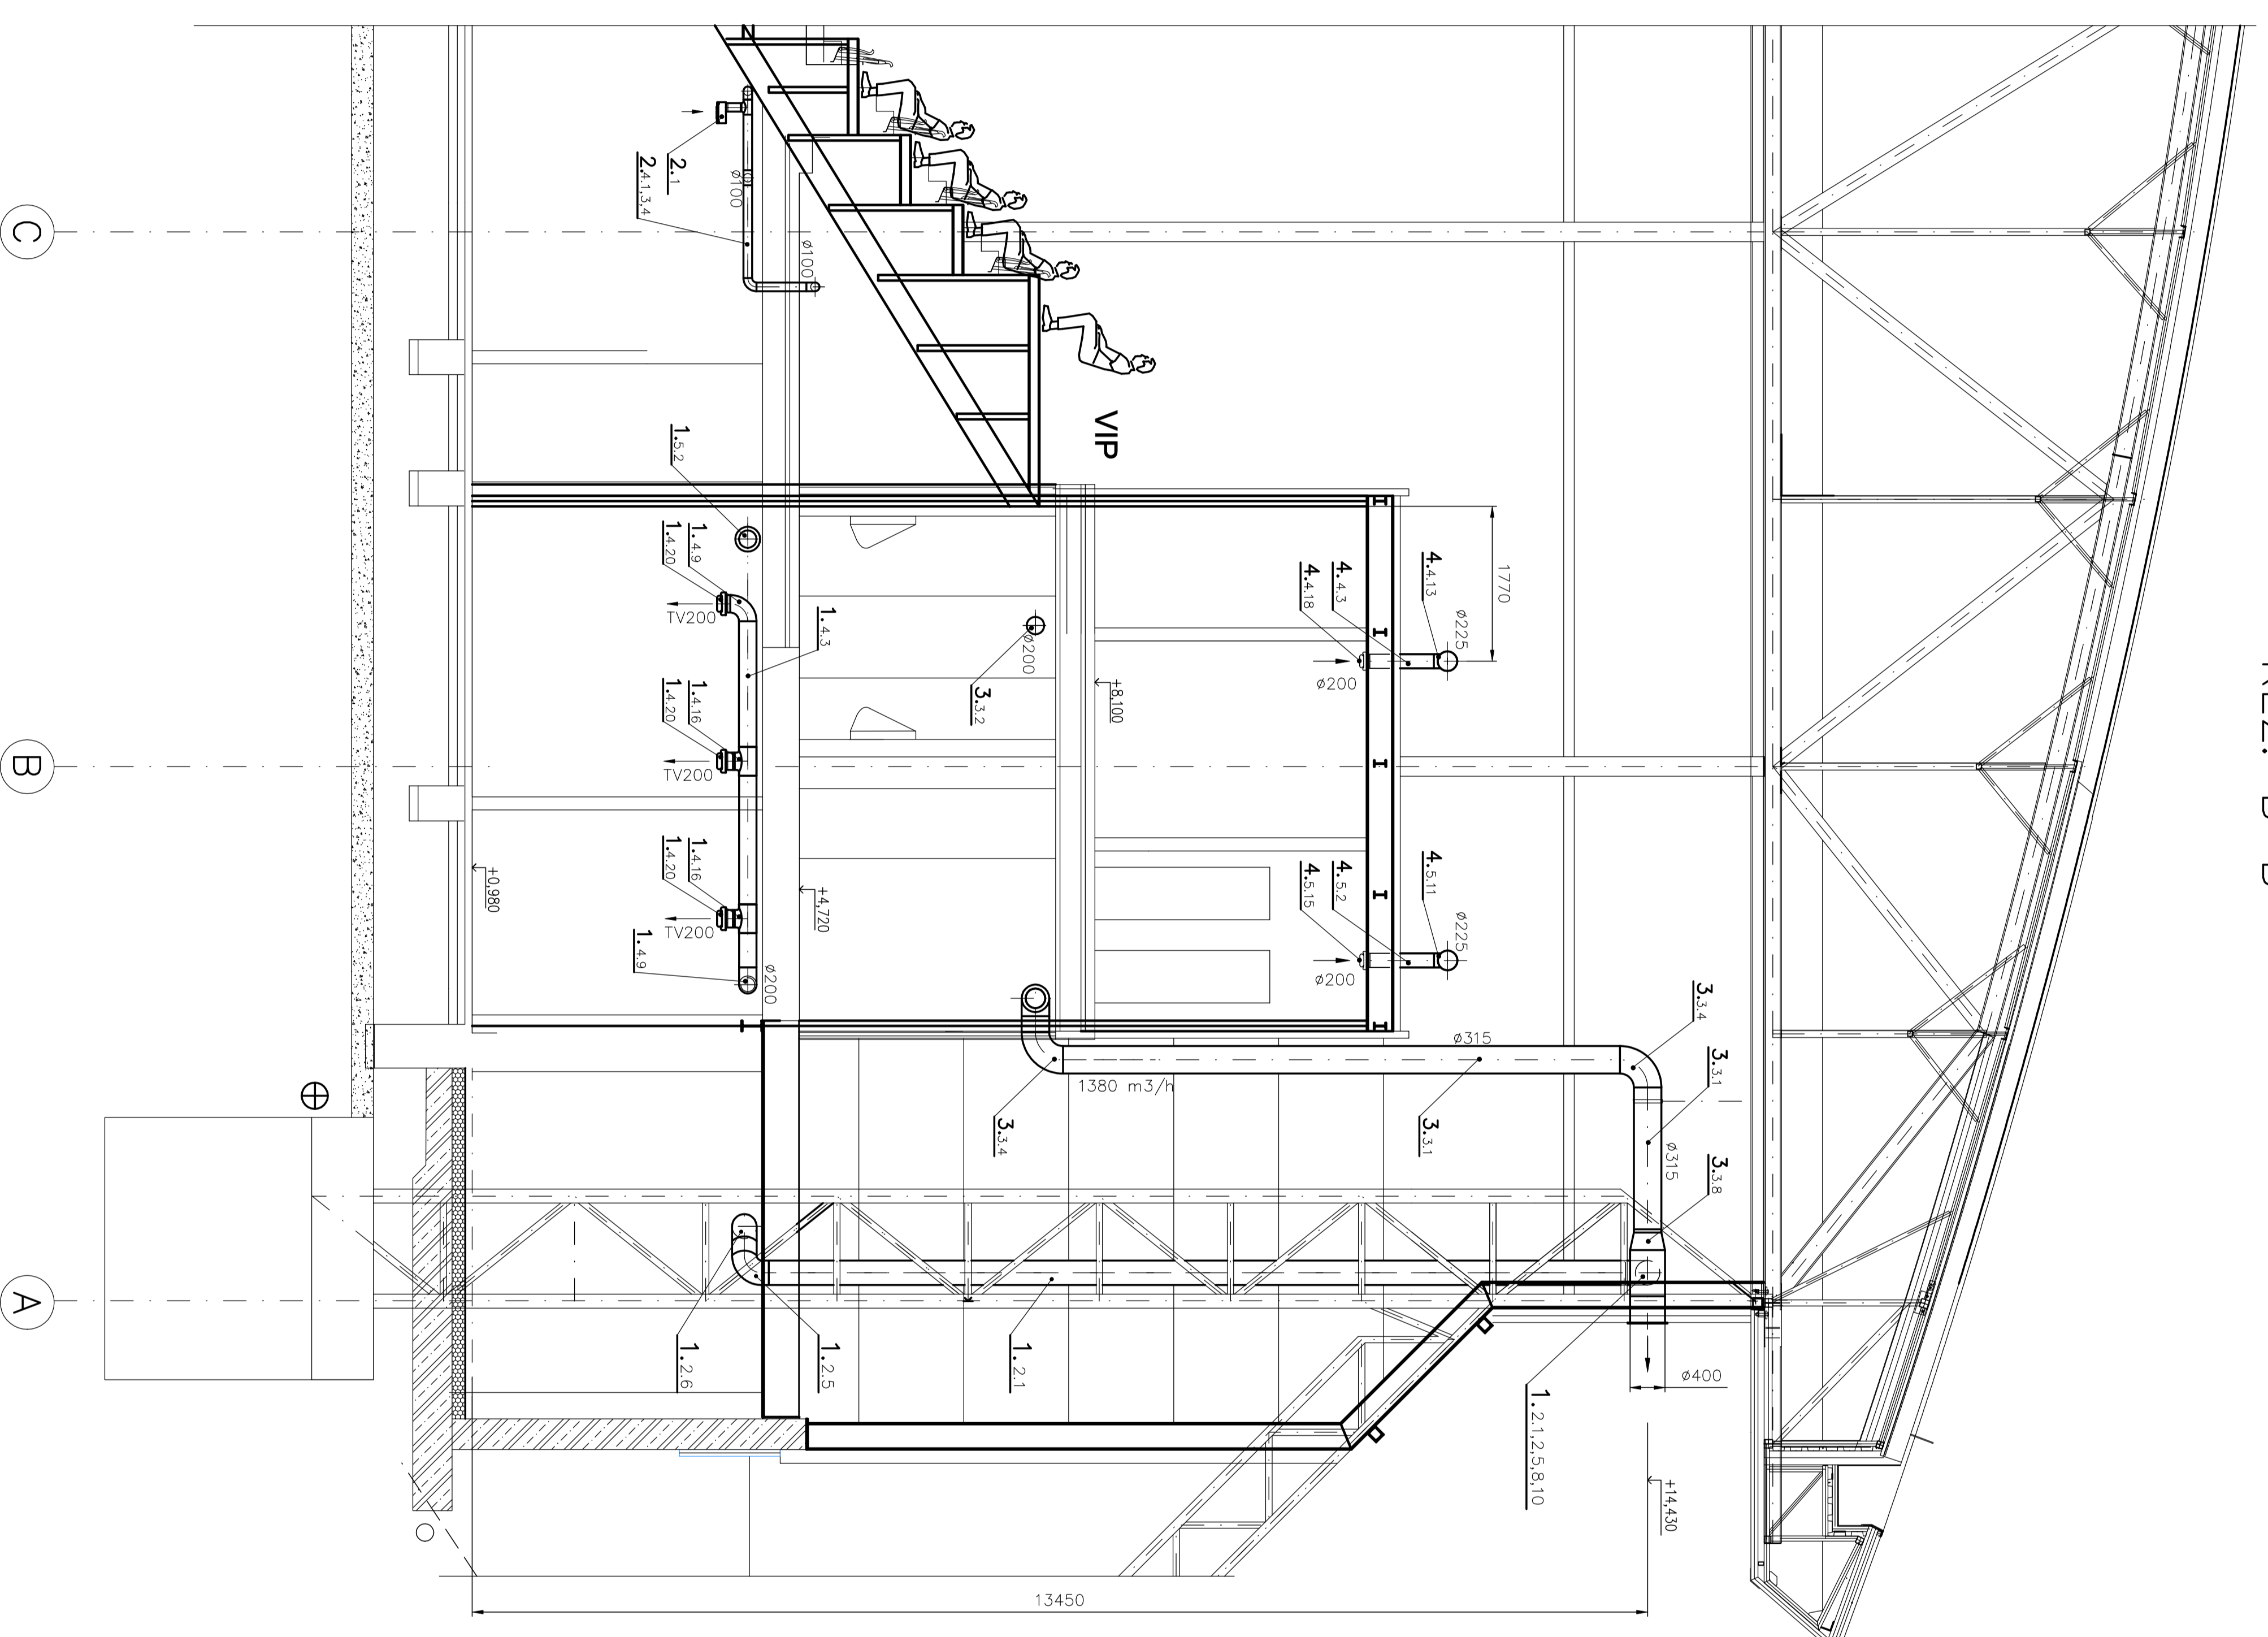 +14,430
3.3.4
3.3.1
3.3.8
Ø315
Ø400
1.2.1,2,5,8,10
1770
Ø225
Ø225
4.4.13
4.5.11
Ø315
3.3.1
4.4.3
4.4.18
Ø200
4.5.2
4.5.15
Ø200
VIP
+8,100
1380 m3/h
13450
Ø200
3.3.2
3.3.4
1.2.1
Ø100
1.4.3
+4,720
1.2.5
Ø200
Ø100
2.1
2.4.1,3,4
1.5.2
1.4.9
1.4.20
TV200
1.4.16
1.4.20
TV200
1.4.16
1.4.20
TV200
1.4.9
1.2.6
+0,980
C
B
A